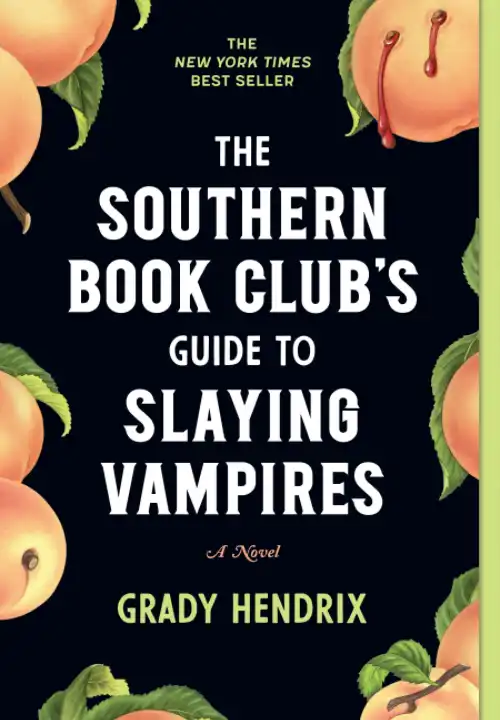 THE
NEW YORK TIMES
BEST SELLER
THE
SOUTHERN
BOOK CLUB'S
GUIDE TO
SLAYING
VAMPIRES
A Novel
GRADY HENDRIX